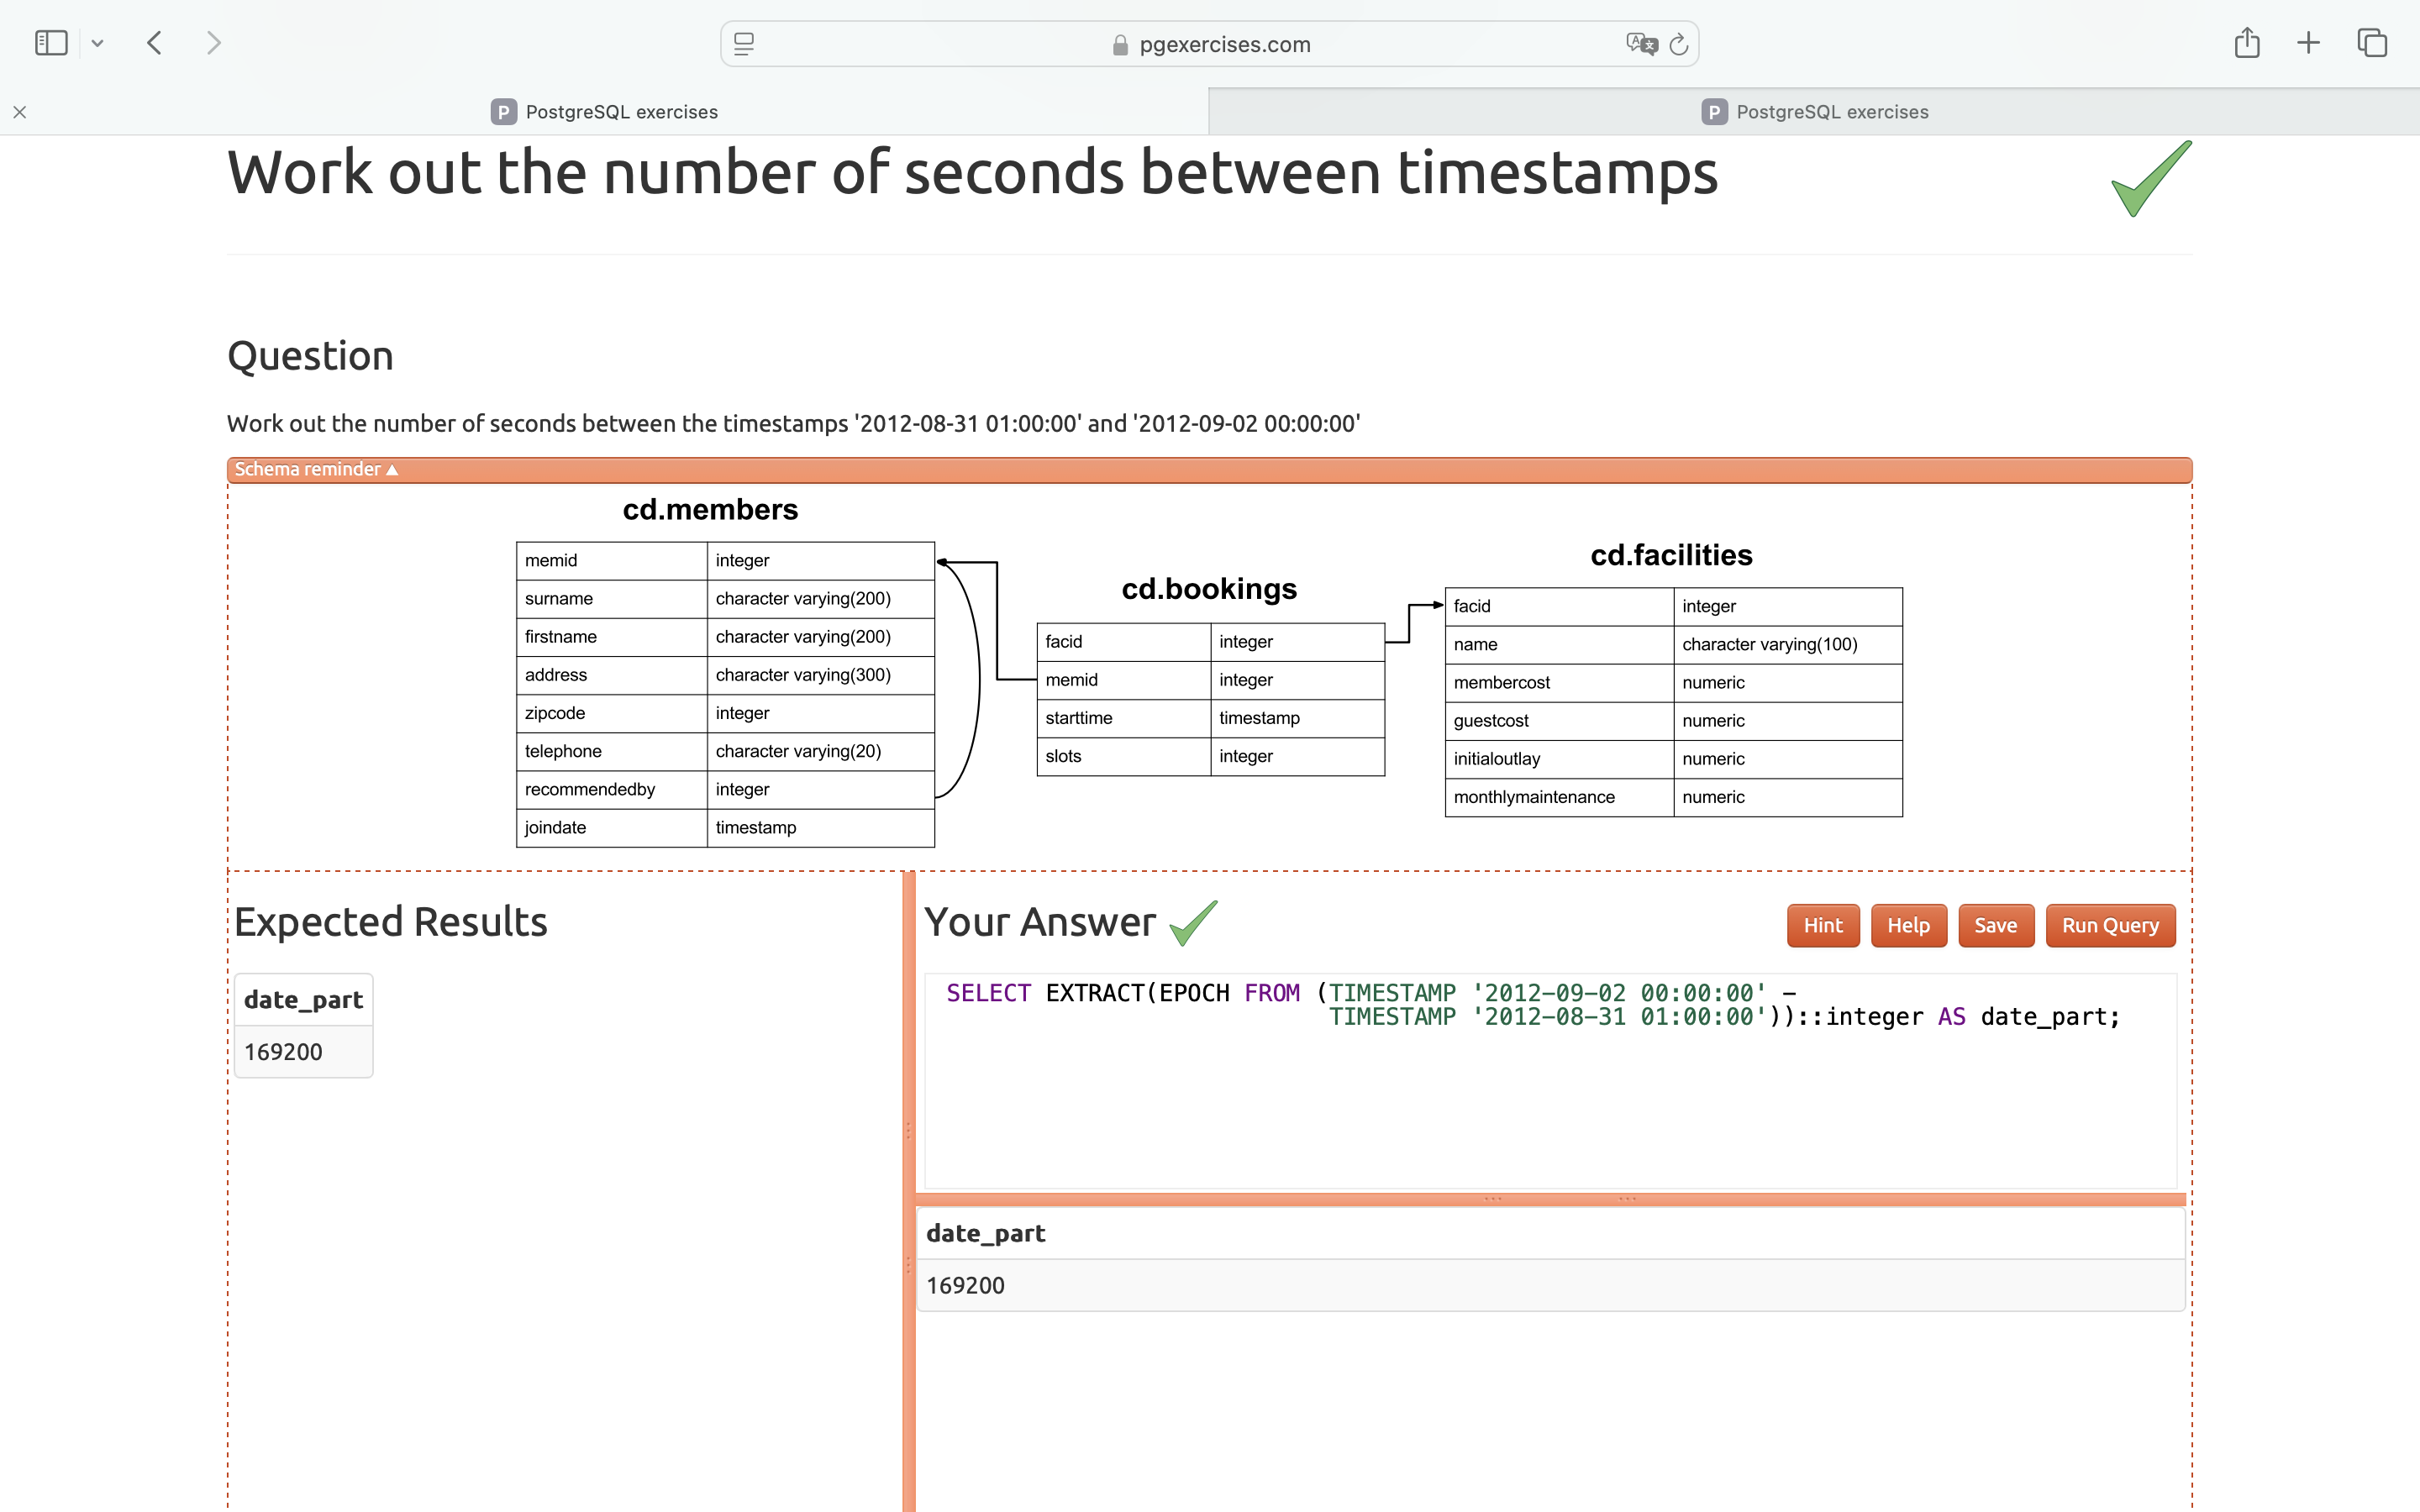 pgexercises.com
P PostgreSQL exercises
P PostgreSQL exercises
Work out the number of seconds between timestamps
Question
Work out the number of seconds between the timestamps '2012-08-31 01:00:00' and '2012-09-02 00:00:00'
Schema reminder ▲
cd.members
memid integer
surname character varying(200)
firstname character varying(200)
address character varying(300)
zipcode integer
telephone character varying(20)
recommendedby integer
joindate timestamp
cd.bookings
facid integer
memid integer
starttime timestamp
slots integer
cd.facilities
facid integer
name character varying(100)
membercost numeric
guestcost numeric
initialoutlay numeric
monthlymaintenance numeric
Expected Results
date_part
169200
Your Answer
Hint Help Save Run Query
SELECT EXTRACT(EPOCH FROM (TIMESTAMP '2012-09-02 00:00:00' –
TIMESTAMP '2012-08-31 01:00:00'))::integer AS date_part;
date_part
169200